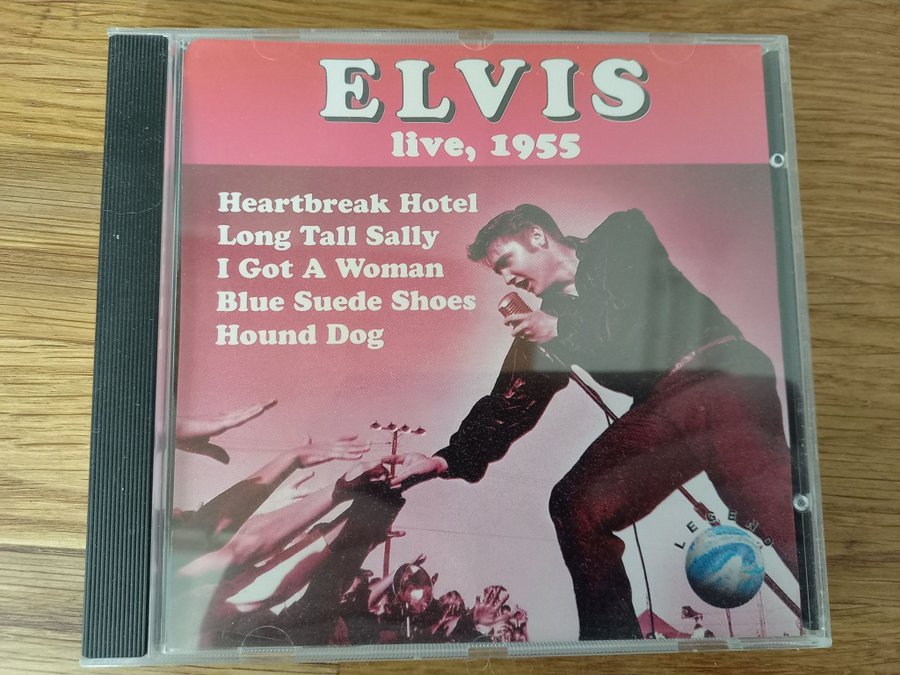 ELVIS
live, 1955
Heartbreak Hotel
Long Tall Sally
I Got A Woman
Blue Suede Shoes
Hound Dog
LEGEND